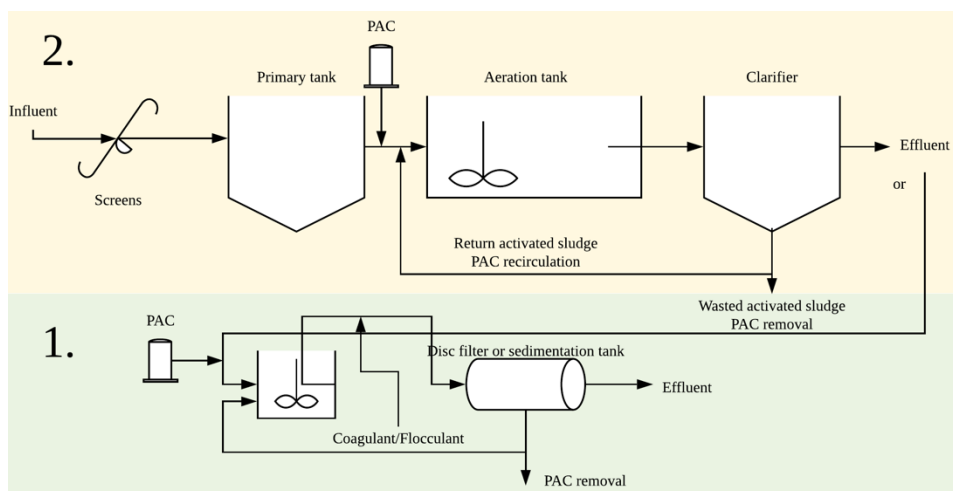 PAC
2.
Primary tank
Aeration tank
Clarifier
Influent
Effluent
or
Screens
Return activated sludge
PAC recirculation
Wasted activated sludge
PAC removal
1.
PAC
Disc filter or sedimentation tank
Effluent
Coagulant/Flocculant
PAC removal